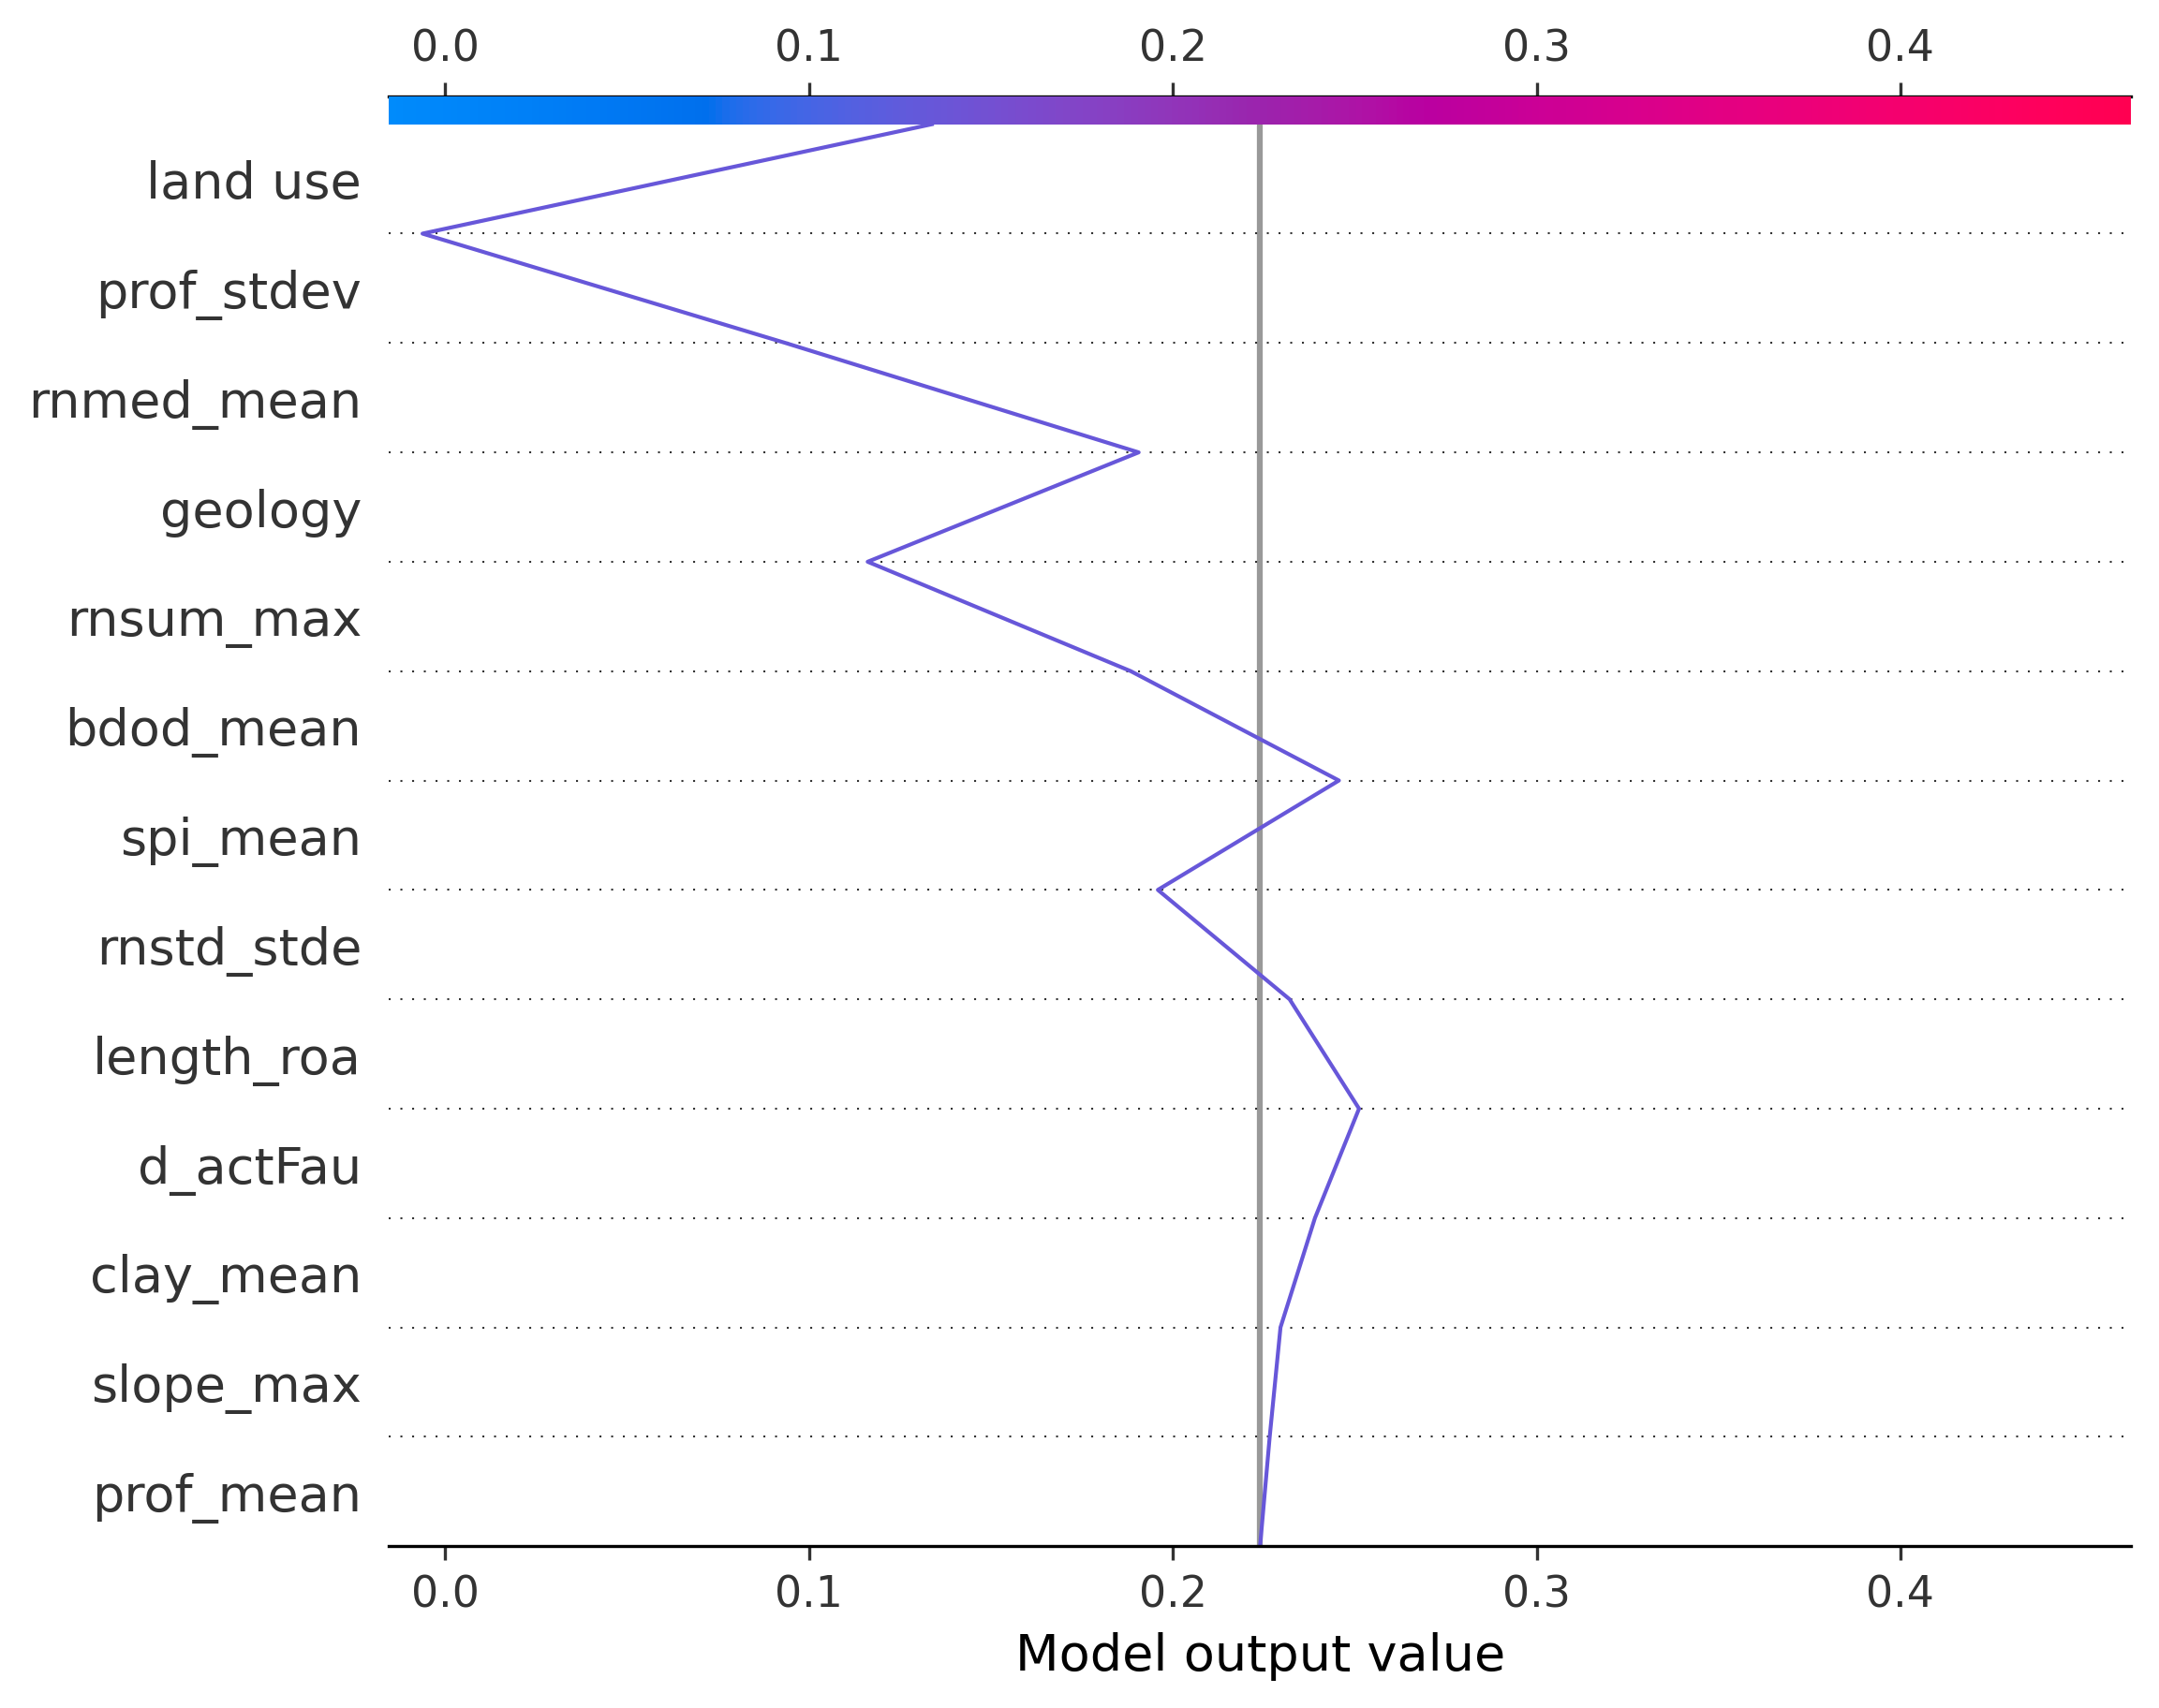 0.0 0.1 0.2 0.3 0.4
land use
prof_stdev
rnmed_mean
geology
rnsum_max
bdod_mean
spi_mean
rnstd_stde
length_roa
d_actFau
clay_mean
slope_max
prof_mean
0.0 0.1 0.2 0.3 0.4
Model output value